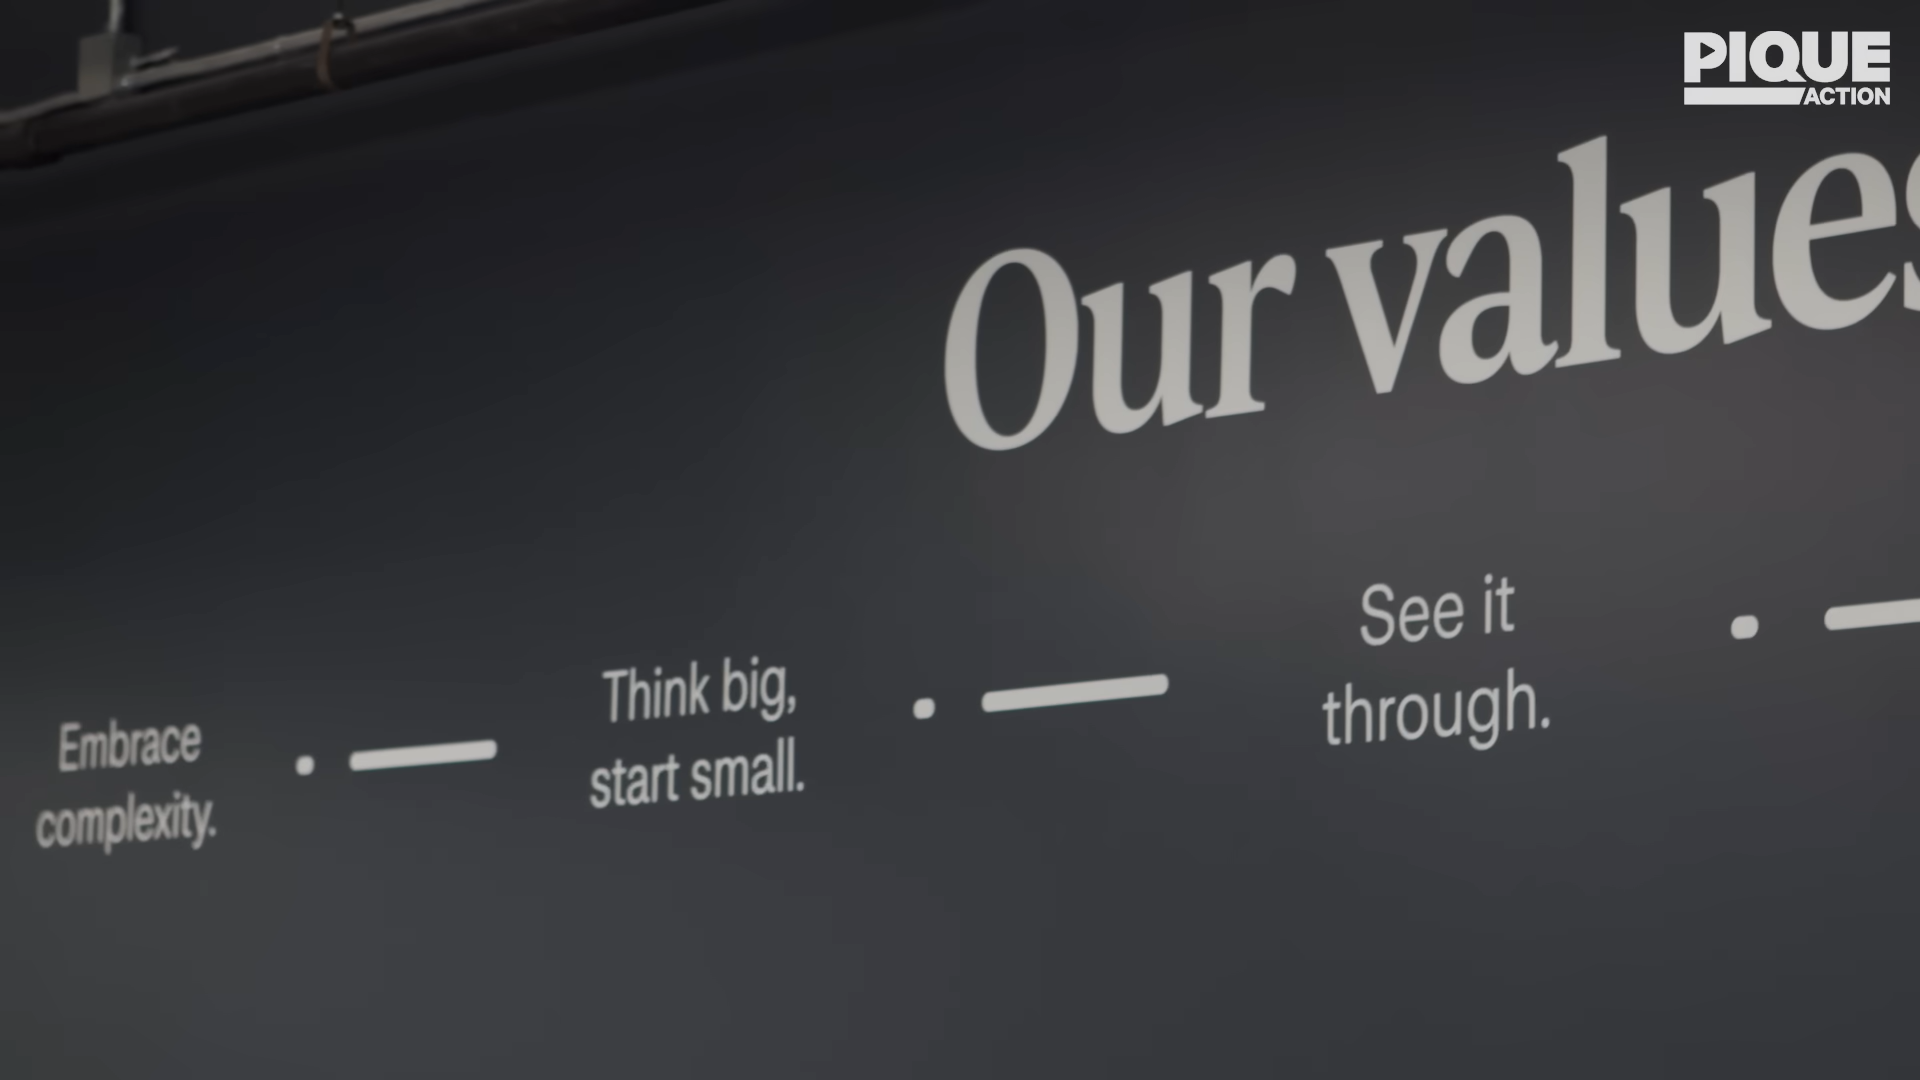 PIQUE
ACTION
Our values
Embrace
complexity.
Think big,
start small.
See it
through.